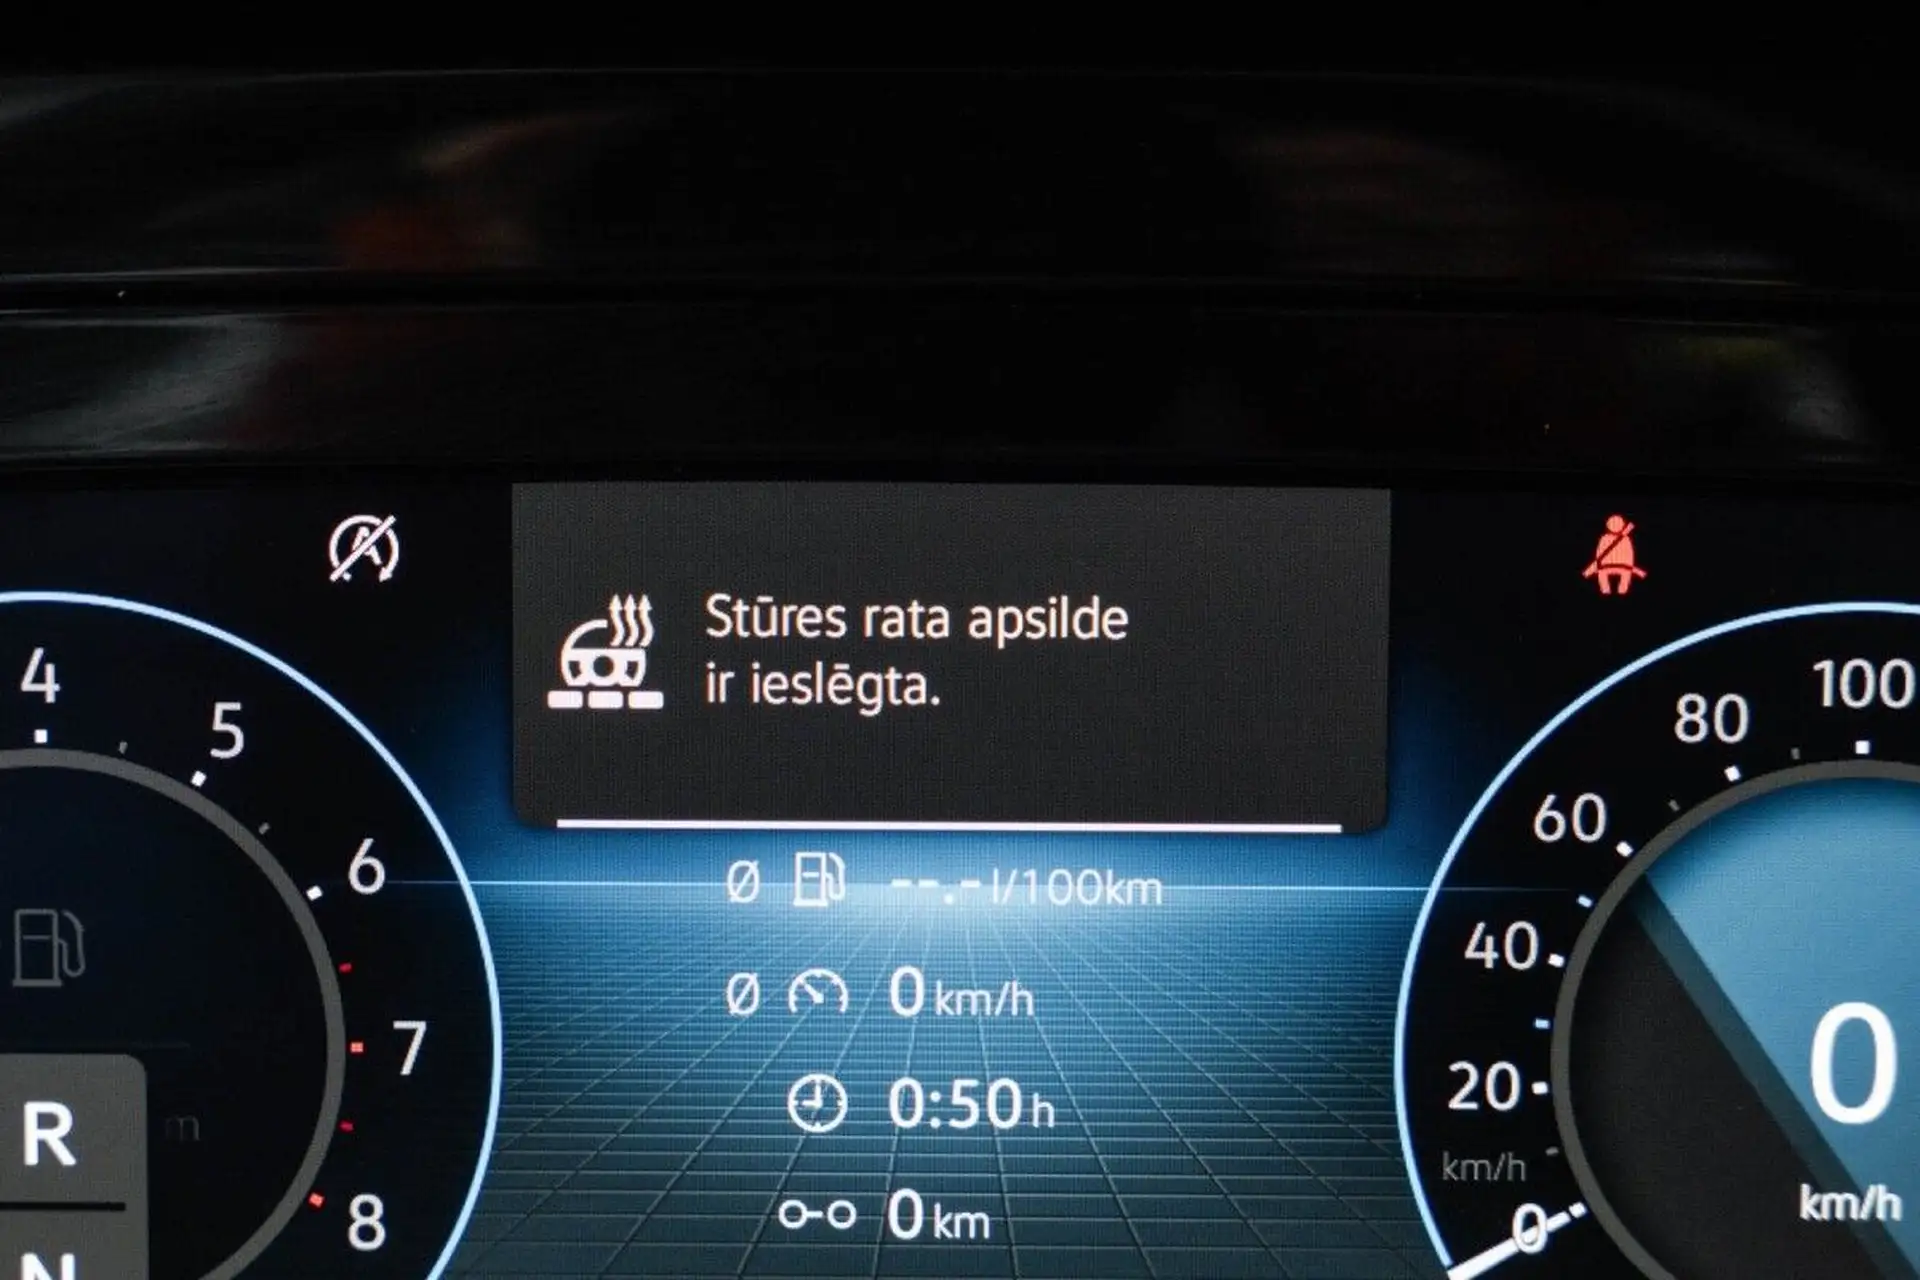 Stūres rata apsilde
ir ieslēgta.
Ø --.- l/100km
Ø 0 km/h
0:50 h
0 km
4
5
6
7
8
R
N
m
A
100
80
60
40
20
km/h
0
0
km/h